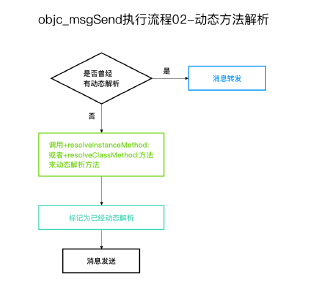 objc_msgSend执行流程02-动态方法解析
是否曾经
有动态解析
是
消息转发
否
调用+resolveInstanceMethod:
或者+resolveClassMethod:方法
来动态解析方法
标记为已经动态解析
消息发送